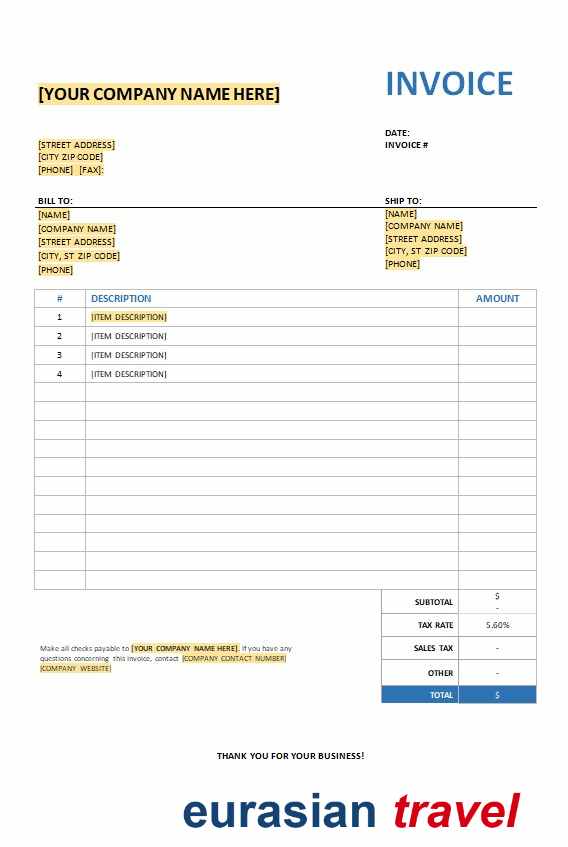 INVOICE
[YOUR COMPANY NAME HERE]
DATE:
[STREET ADDRESS] INVOICE #
[CITY ZIP CODE]
[PHONE] [FAX]:
BILL TO: SHIP TO:
[NAME] [NAME]
[COMPANY NAME] [COMPANY NAME]
[STREET ADDRESS] [STREET ADDRESS]
[CITY, ST ZIP CODE] [CITY, ST ZIP CODE]
[PHONE] [PHONE]
# DESCRIPTION AMOUNT
1 [ITEM DESCRIPTION]
2 [ITEM DESCRIPTION]
3 [ITEM DESCRIPTION]
4 [ITEM DESCRIPTION]
SUBTOTAL $ -
TAX RATE 5.60%
SALES TAX -
OTHER -
TOTAL $
Make all checks payable to [YOUR COMPANY NAME HERE]. If you have any
questions concerning this invoice, contact [COMPANY CONTACT NUMBER]
[COMPANY WEBSITE]
THANK YOU FOR YOUR BUSINESS!
eurasian travel